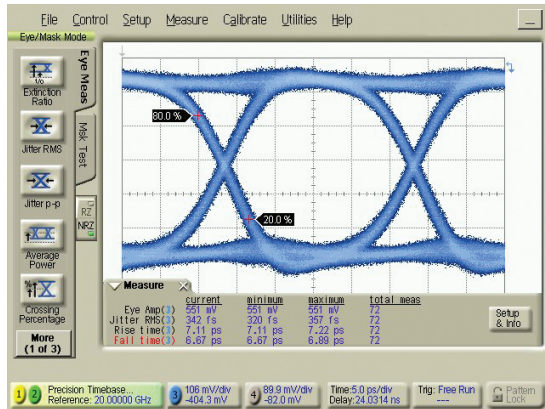 File Control Setup Measure Calibrate Utilities Help
Eye/Mask Mode
Eye Meas
Msk Test
RZ
NRZ
Extinction
Ratio
Jitter RMS
Jitter p-p
Average
Power
Crossing
Percentage
More
(1 of 3)
80.0 %
20.0 %
Measure
current minimum maximum total meas
Eye Amp(3) 551 mV 551 mV 551 mV 72
Jitter RMS(3) 342 fs 320 fs 357 fs 72
Rise time(3) 7.11 ps 7.11 ps 7.22 ps 72
Fall time(3) 6.67 ps 6.67 ps 6.89 ps 72
Setup
& Info
1 2 Precision Timebase...
Reference: 20.00000 GHz
3 106 mV/div
-404.3 mV
4 89.9 mV/div
-82.0 mV
Time:5.0 ps/div
Delay:24.0314 ns
Trig: Free Run
---
Pattern
Lock